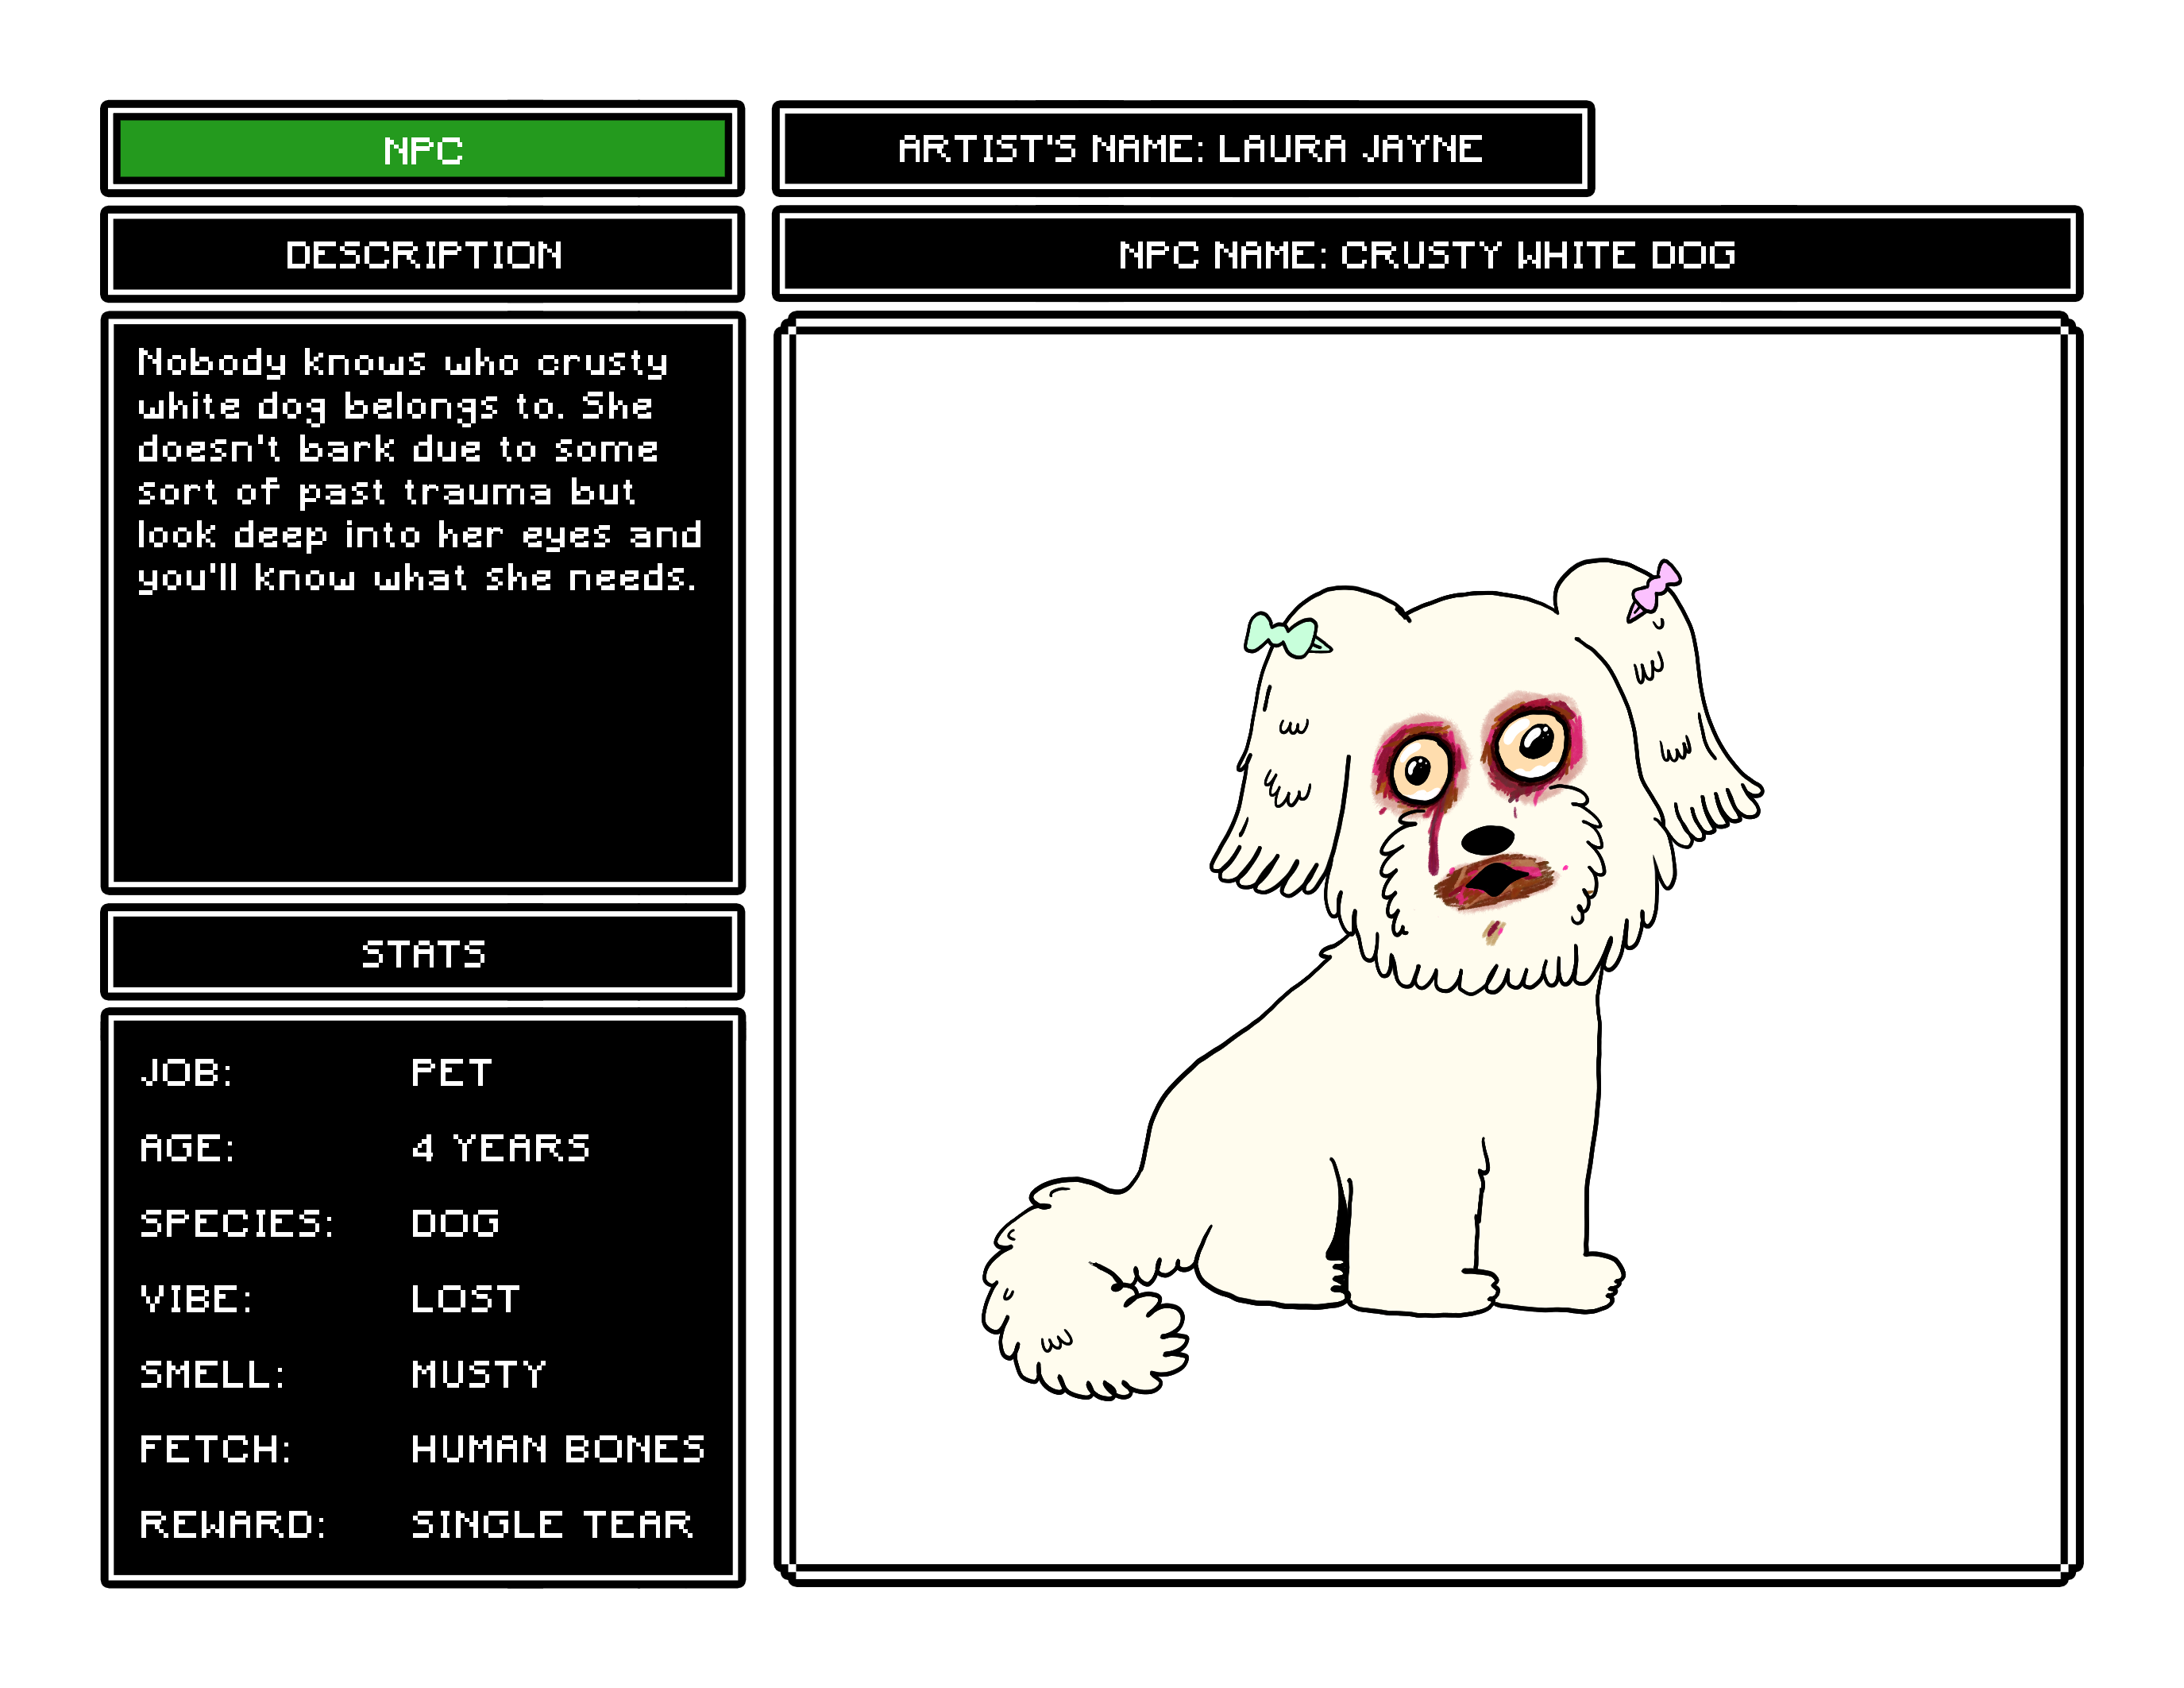 NPC
DESCRIPTION
Nobody knows who crusty
white dog belongs to. She
doesn't bark due to some
sort of past trauma but
look deep into her eyes and
you'll know what she needs.
STATS
JOB: PET
AGE: 4 YEARS
SPECIES: DOG
VIBE: LOST
SMELL: MUSTY
FETCH: HUMAN BONES
REWARD: SINGLE TEAR
ARTIST'S NAME: LAURA JAYNE
NPC NAME: CRUSTY WHITE DOG